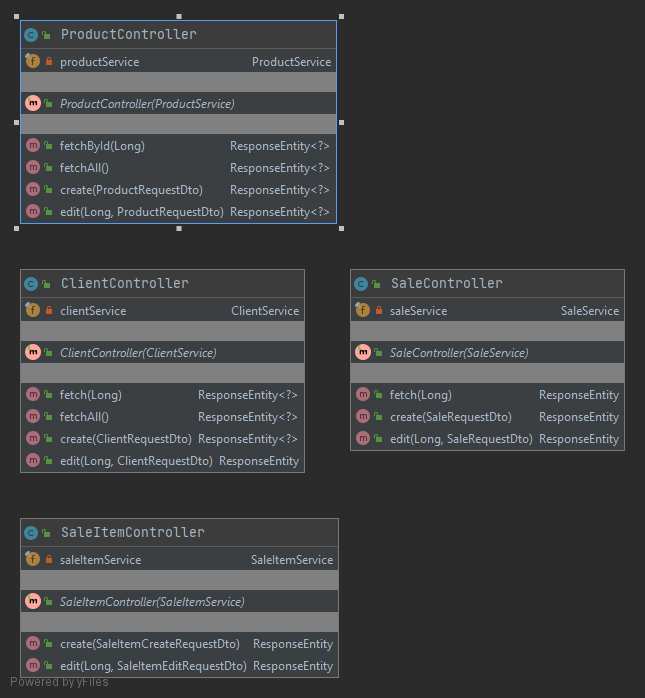 ProductController
productService ProductService
ProductController(ProductService)
fetchById(Long) ResponseEntity<?>
fetchAll() ResponseEntity<?>
create(ProductRequestDto) ResponseEntity<?>
edit(Long, ProductRequestDto) ResponseEntity<?>
ClientController
clientService ClientService
ClientController(ClientService)
fetch(Long) ResponseEntity<?>
fetchAll() ResponseEntity<?>
create(ClientRequestDto) ResponseEntity<?>
edit(Long, ClientRequestDto) ResponseEntity
SaleController
saleService SaleService
SaleController(SaleService)
fetch(Long) ResponseEntity
create(SaleRequestDto) ResponseEntity
edit(Long, SaleRequestDto) ResponseEntity
SaleItemController
saleItemService SaleItemService
SaleItemController(SaleItemService)
create(SaleItemCreateRequestDto) ResponseEntity
edit(Long, SaleItemEditRequestDto) ResponseEntity
Powered by yFiles